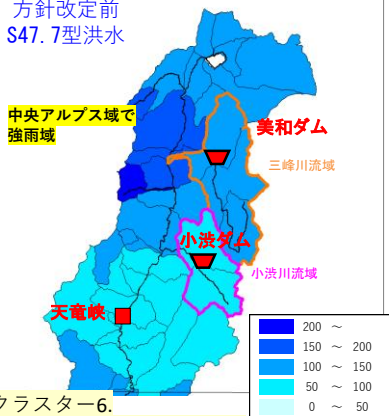 方針改定前
S47.7型洪水
中央アルプス域で
強雨域
美和ダム
三峰川流域
小渋ダム
小渋川流域
天竜峡
200 ～
150 ～ 200
100 ～ 150
50 ～ 100
0 ～ 50
クラスター6.